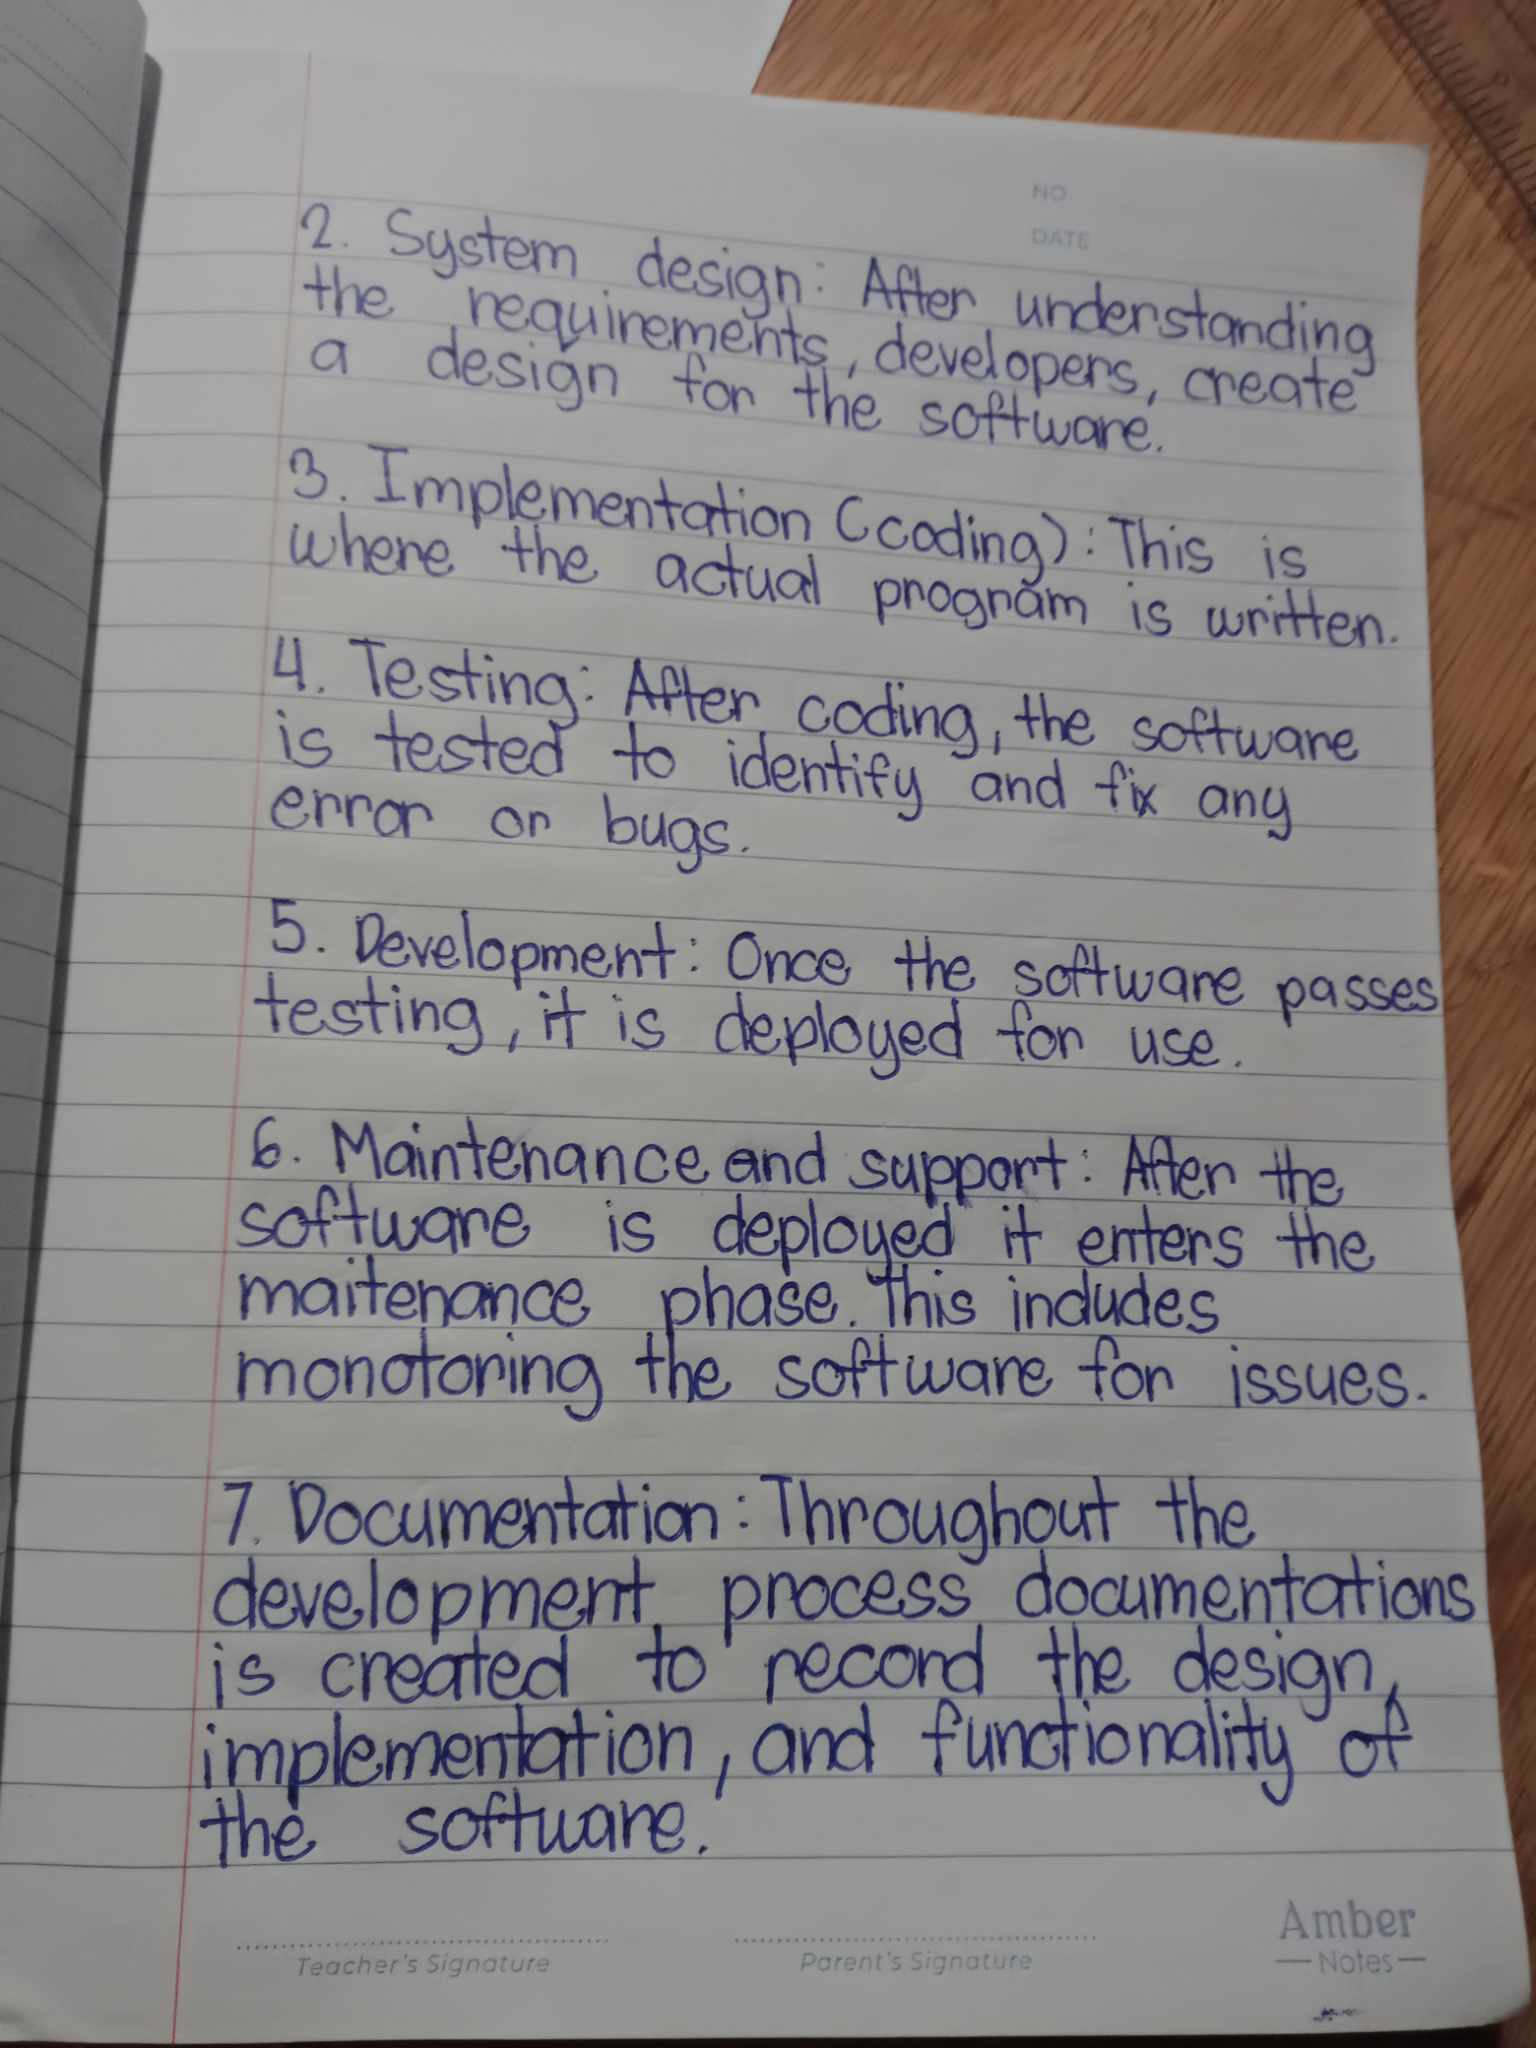 NO
DATE
2. System design: After understanding
the requirements, developers, create
a design for the software.
3. Implementation (coding): This is
where the actual program is written.
4. Testing: After coding, the software
is tested to identify and fix any
error or bugs.
5. Development: Once the software passes
testing, it is deployed for use.
6. Maintenance and support: After the
software is deployed it enters the
maitenance phase. This includes
monotoring the software for issues.
7. Documentation: Throughout the
development process documentations
is created to record the design,
implementation, and functionality of
the software.
Teacher's Signature
Parent's Signature
Amber
Notes